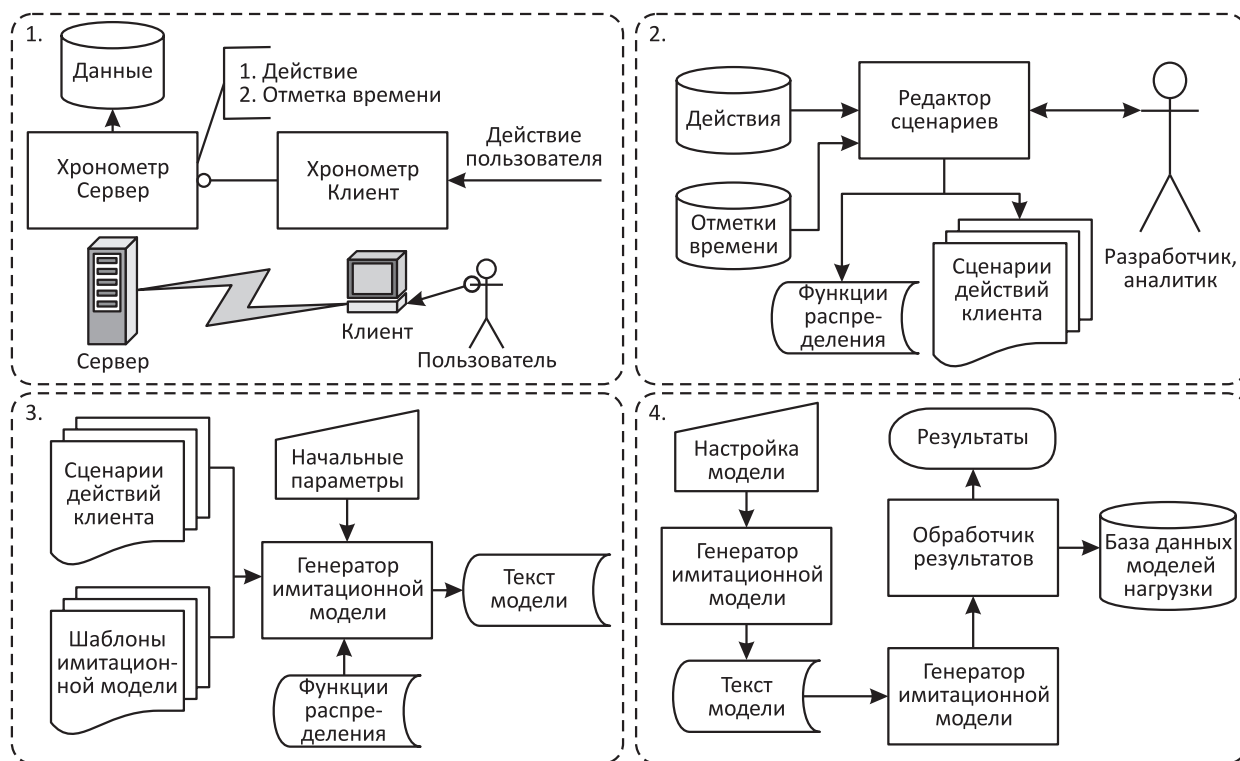 1.
Данные
1. Действие
2. Отметка времени
Хронометр
Сервер
Хронометр
Клиент
Действие
пользователя
Сервер
Клиент
Пользователь
2.
Действия
Отметки
времени
Редактор
сценариев
Функции
распре-
деления
Сценарии
действий
клиента
Разработчик,
аналитик
3.
Сценарии
действий
клиента
Шаблоны
имитацион-
ной модели
Начальные
параметры
Генератор
имитационной
модели
Функции
распре-
деления
Текст
модели
4.
Настройка
модели
Генератор
имитационной
модели
Текст
модели
Результаты
Обработчик
результатов
База данных
моделей
нагрузки
Генератор
имитационной
модели